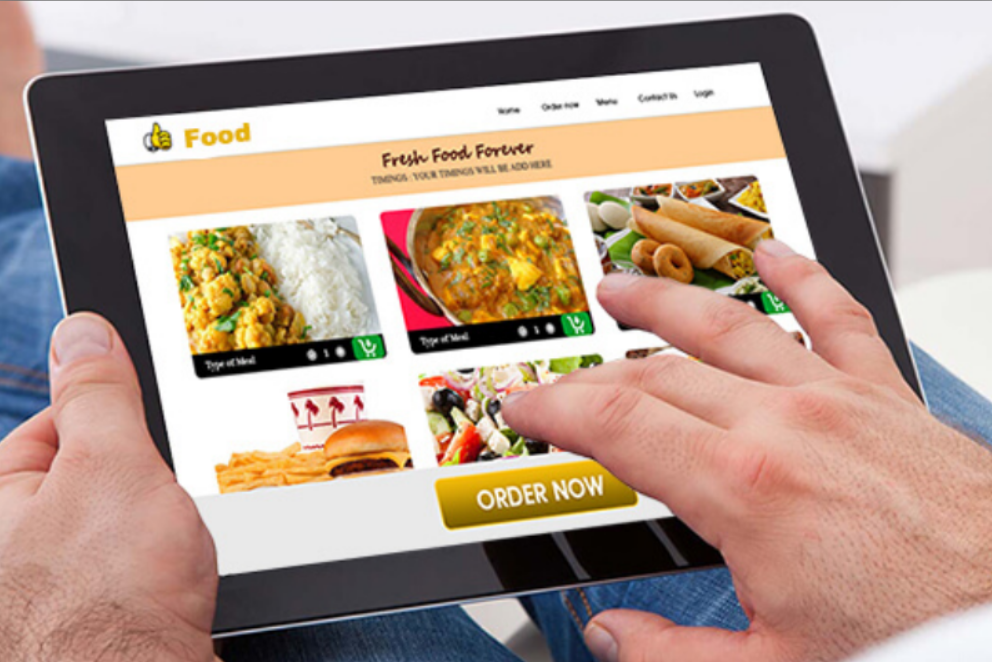 Food
Home Order now Menu Contact Us Login
Fresh Food Forever
TIMINGS : YOUR TIMINGS WILL BE ADD HERE
Type of Meal 1
Type of Meal 1
ORDER NOW